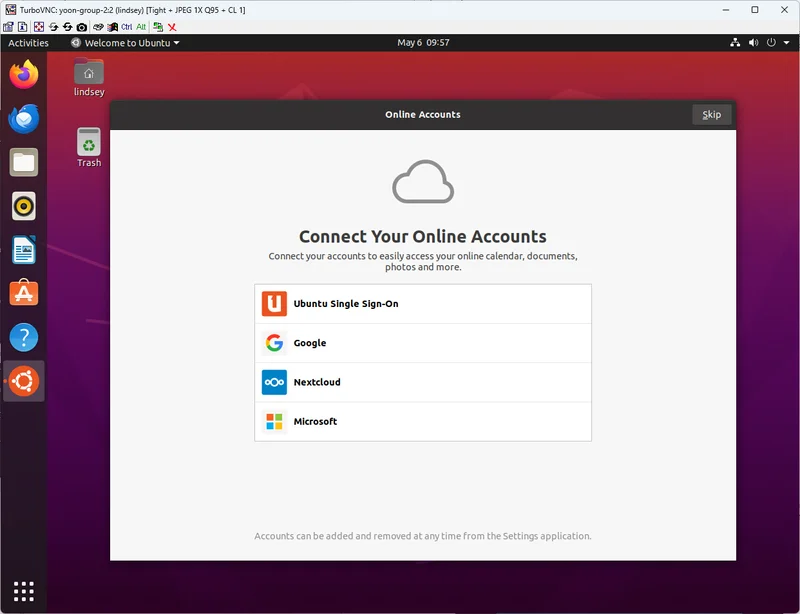 TurboVNC: yoon-group-2:2 (lindsey) [Tight + JPEG 1X Q95 + CL 1]
Ctrl Alt
Activities
Welcome to Ubuntu
May 6 09:57
lindsey
Trash
Online Accounts
Skip
Connect Your Online Accounts
Connect your accounts to easily access your online calendar, documents,
photos and more.
Ubuntu Single Sign-On
Google
Nextcloud
Microsoft
Accounts can be added and removed at any time from the Settings application.